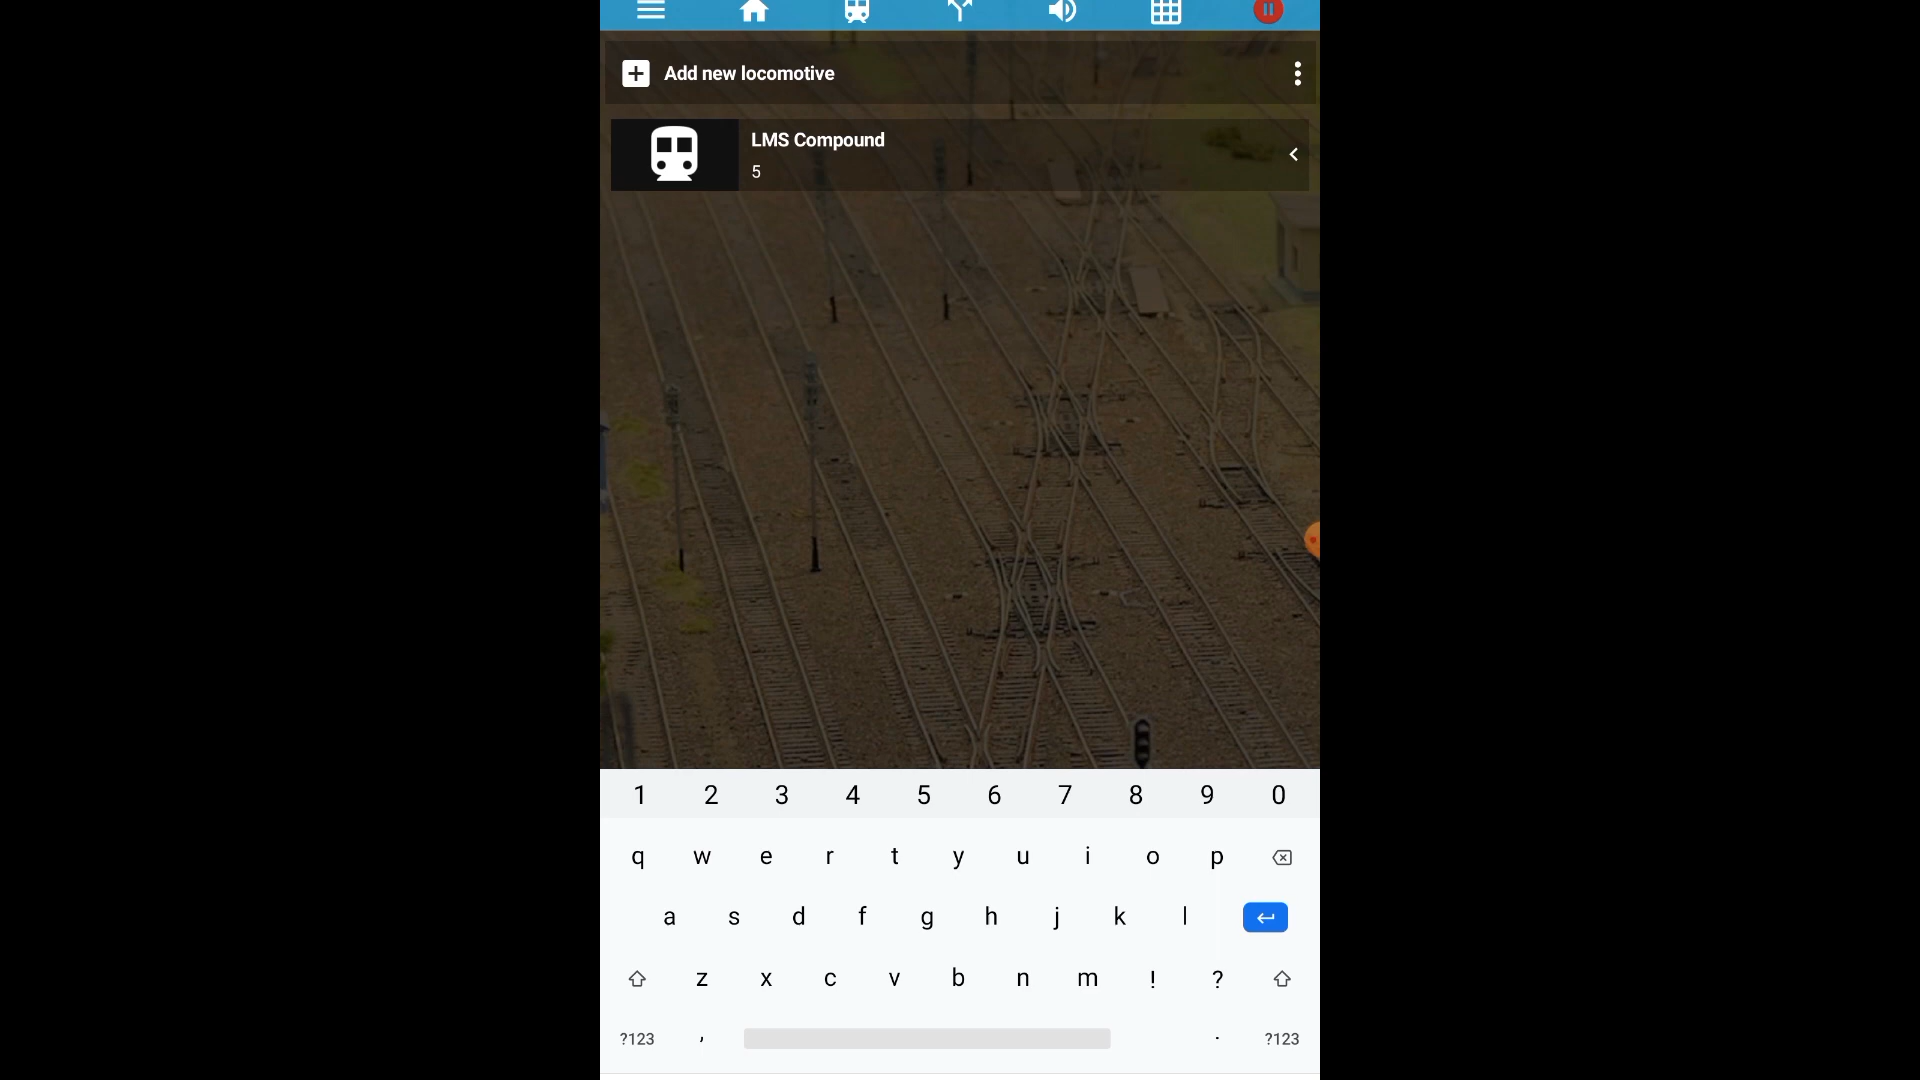 Add new locomotive
LMS Compound
5
1 2 3 4 5 6 7 8 9 0
q w e r t y u i o p
a s d f g h j k l
z x c v b n m ! ?
?123 , . ?123